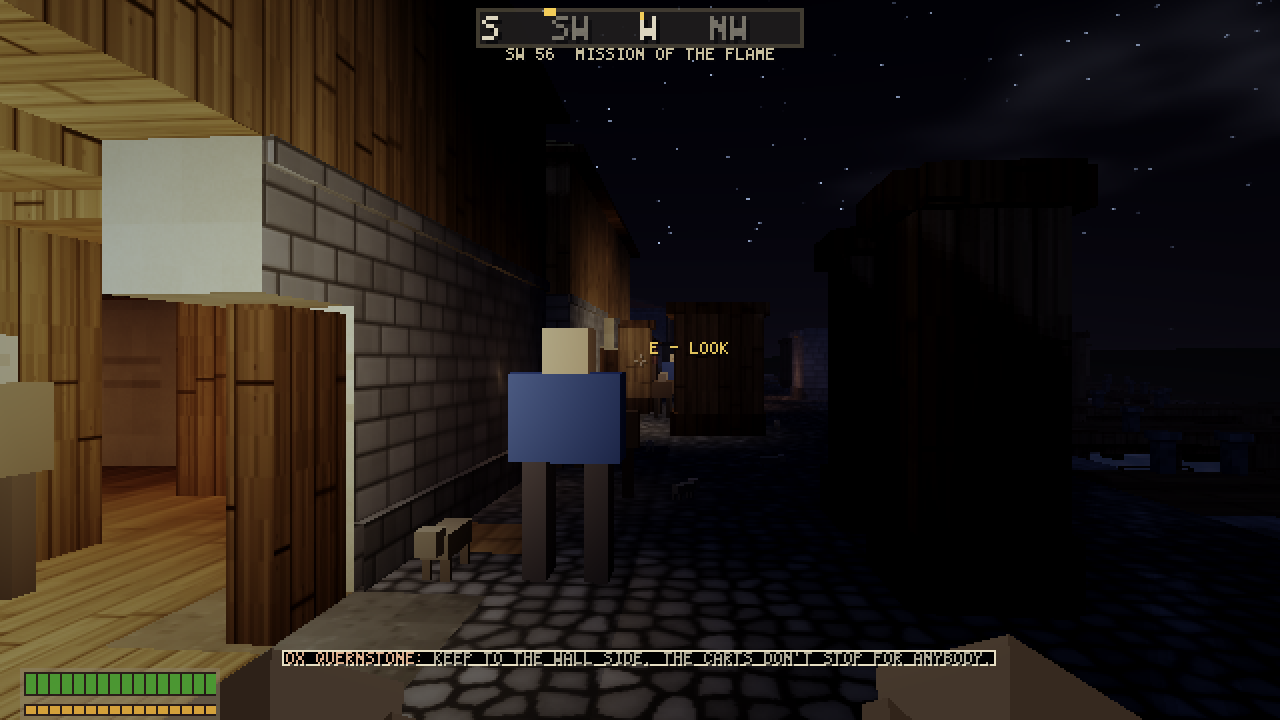 S SW W NW
SW 56 MISSION OF THE FLAME
E - LOOK
DX QUERNSTONE: KEEP TO THE WALL SIDE. THE CARTS DON'T STOP FOR ANYBODY.